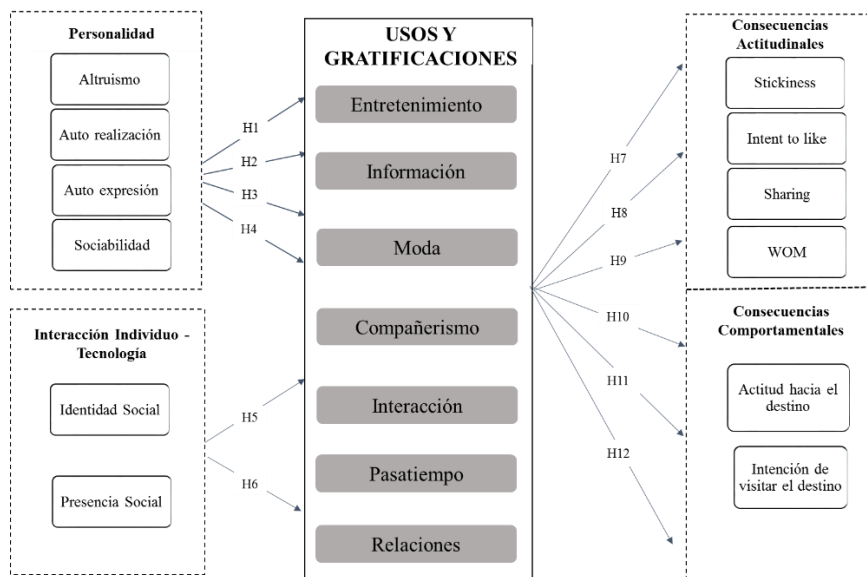 Personalidad
Altruismo
Auto realización
Auto expresión
Sociabilidad
Interacción Individuo -
Tecnología
Identidad Social
Presencia Social
H1
H2
H3
H4
H5
H6
USOS Y
GRATIFICACIONES
Entretenimiento
Información
Moda
Compañerismo
Interacción
Pasatiempo
Relaciones
H7
H8
H9
H10
H11
H12
Consecuencias
Actitudinales
Stickiness
Intent to like
Sharing
WOM
Consecuencias
Comportamentales
Actitud hacia el
destino
Intención de
visitar el destino